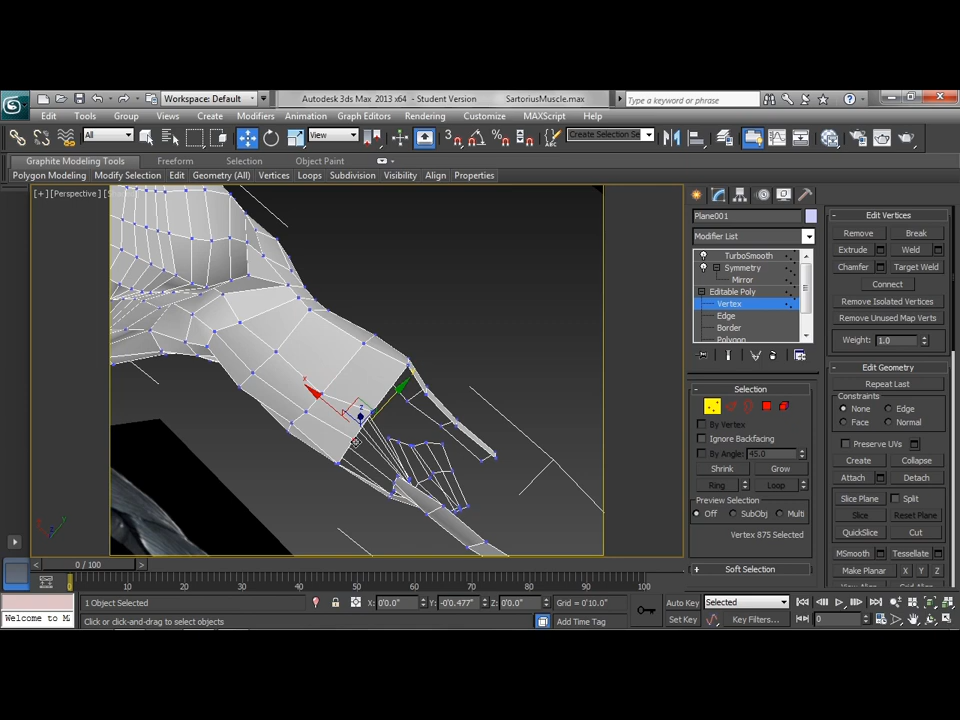 Workspace: Default
Autodesk 3ds Max 2013 x64 - Student Version
SartoriusMuscle.max
Type a keyword or phrase
Edit
Tools
Group
Views
Create
Modifiers
Animation
Graph Editors
Rendering
Customize
MAXScript
Help
All
View
Create Selection Se
Graphite Modeling Tools
Freeform
Selection
Object Paint
Polygon Modeling
Modify Selection
Edit
Geometry (All)
Vertices
Loops
Subdivision
Visibility
Align
Properties
[+] [Perspective]
Plane001
Modifier List
TurboSmooth
Symmetry
Mirror
Editable Poly
Vertex
Edge
Border
Polygon
Selection
By Vertex
Ignore Backfacing
By Angle: 45.0
Shrink
Grow
Ring
Loop
Preview Selection
Off
SubObj
Multi
Vertex 875 Selected
Soft Selection
Edit Vertices
Remove
Break
Extrude
Weld
Chamfer
Target Weld
Connect
Remove Isolated Vertices
Remove Unused Map Verts
Weight: 1.0
Edit Geometry
Repeat Last
Constraints
None
Edge
Face
Normal
Preserve UVs
Create
Collapse
Attach
Detach
Slice Plane
Split
Slice
Reset Plane
QuickSlice
Cut
MSmooth
Tessellate
Make Planar
X
Y
Z
x
z
0 / 100
0
10
20
30
40
50
60
70
80
90
100
1 Object Selected
X: 0'0.0"
Y: -0'0.477"
Z: 0'0.0"
Grid = 0'10.0"
Auto Key
Selected
Welcome to M
Click or click-and-drag to select objects
Add Time Tag
Set Key
Key Filters...
0